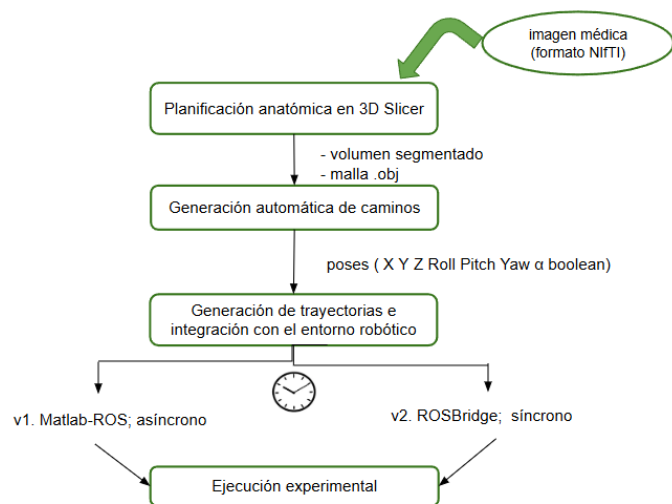 imagen médica
(formato NIfTI)
Planificación anatómica en 3D Slicer
- volumen segmentado
- malla .obj
Generación automática de caminos
poses ( X Y Z Roll Pitch Yaw α boolean)
Generación de trayectorias e
integración con el entorno robótico
v1. Matlab-ROS; asíncrono
v2. ROSBridge; síncrono
Ejecución experimental